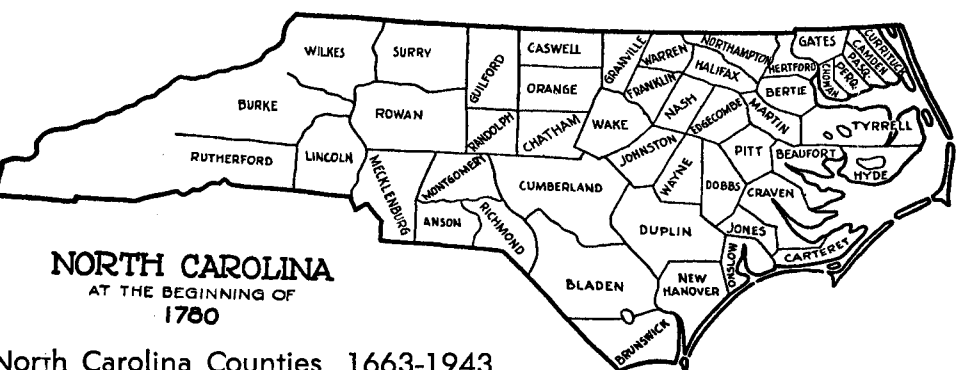 WILKES
SURRY
GUILFORD
CASWELL
GRANVILLE
WARREN
NORTHAMPTON
GATES
CURRITUCK
CAMDEN
PASQ.
PERQ.
CHOWAN
HERTFORD
HALIFAX
FRANKLIN
BURKE
ROWAN
ORANGE
NASH
EDGECOMBE
BERTIE
MARTIN
TYRRELL
RANDOLPH
CHATHAM
WAKE
JOHNSTON
PITT
BEAUFORT
HYDE
RUTHERFORD
LINCOLN
MECKLENBURG
MONTGOMERY
CUMBERLAND
WAYNE
DOBBS
CRAVEN
ANSON
RICHMOND
DUPLIN
JONES
CARTERET
ONSLOW
BLADEN
NEW
HANOVER
BRUNSWICK
NORTH CAROLINA
AT THE BEGINNING OF
1780
North Carolina Counties 1663-1943